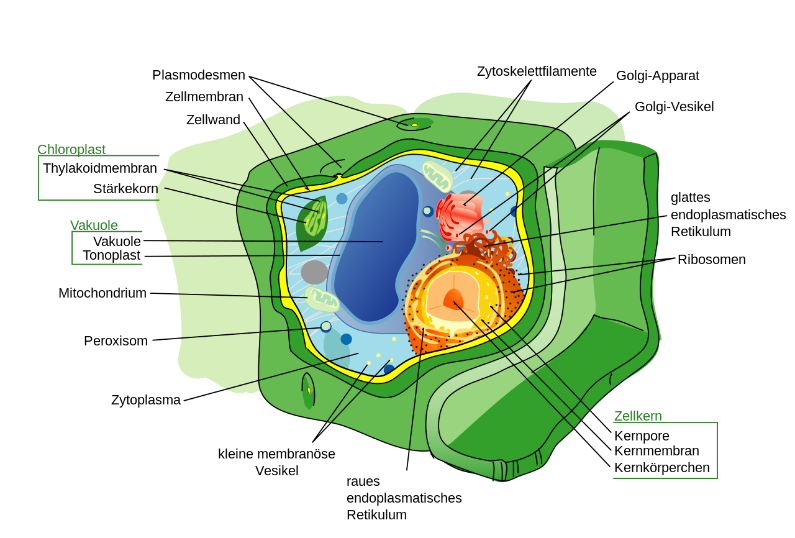 Plasmodesmen
Zellmembran
Zellwand
Chloroplast
Thylakoidmembran
Stärkekorn
Vakuole
Vakuole
Tonoplast
Mitochondrium
Peroxisom
Zytoplasma
kleine membranöse
Vesikel
raues
endoplasmatisches
Retikulum
Zytoskelettfilamente
Golgi-Apparat
Golgi-Vesikel
glattes
endoplasmatisches
Retikulum
Ribosomen
Zellkern
Kernpore
Kernmembran
Kernkörperchen